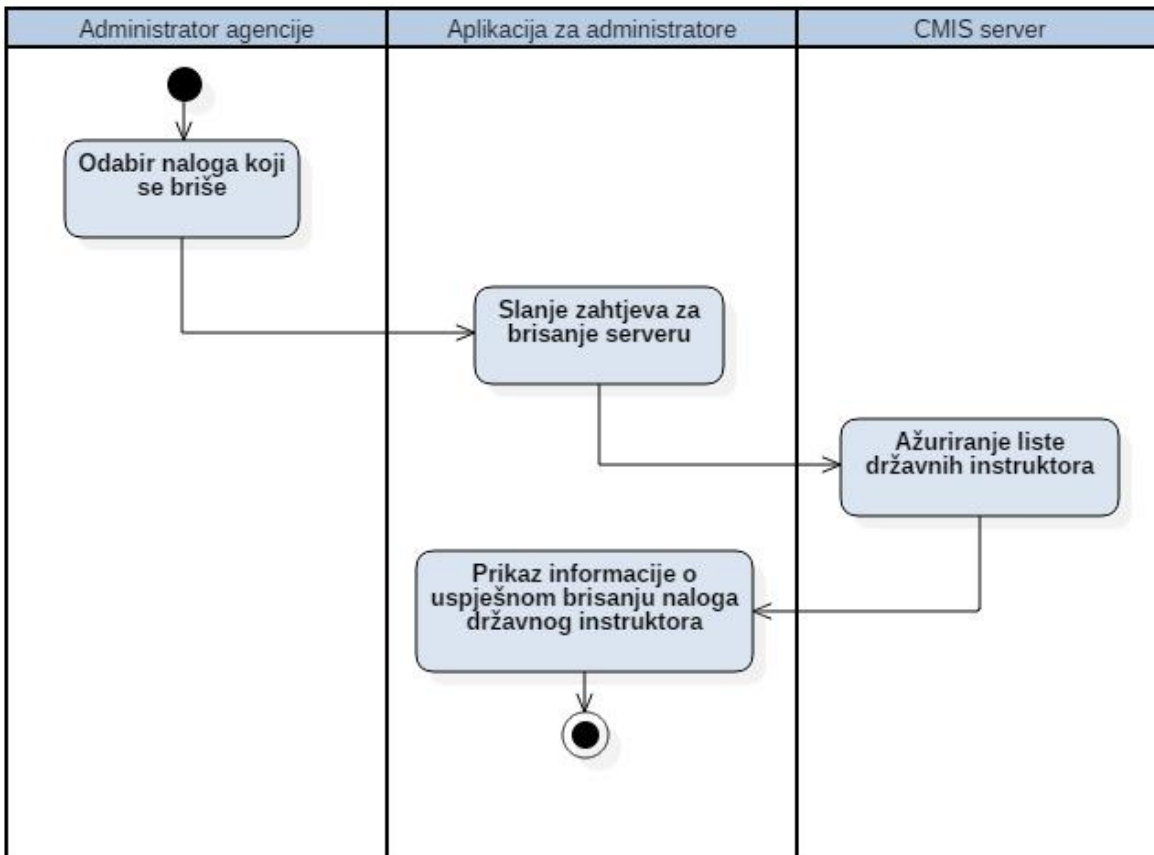 Administrator agencije
Aplikacija za administratore
CMIS server
Odabir naloga koji
se briše
Slanje zahtjeva za
brisanje serveru
Ažuriranje liste
državnih instruktora
Prikaz informacije o
uspješnom brisanju naloga
državnog instruktora